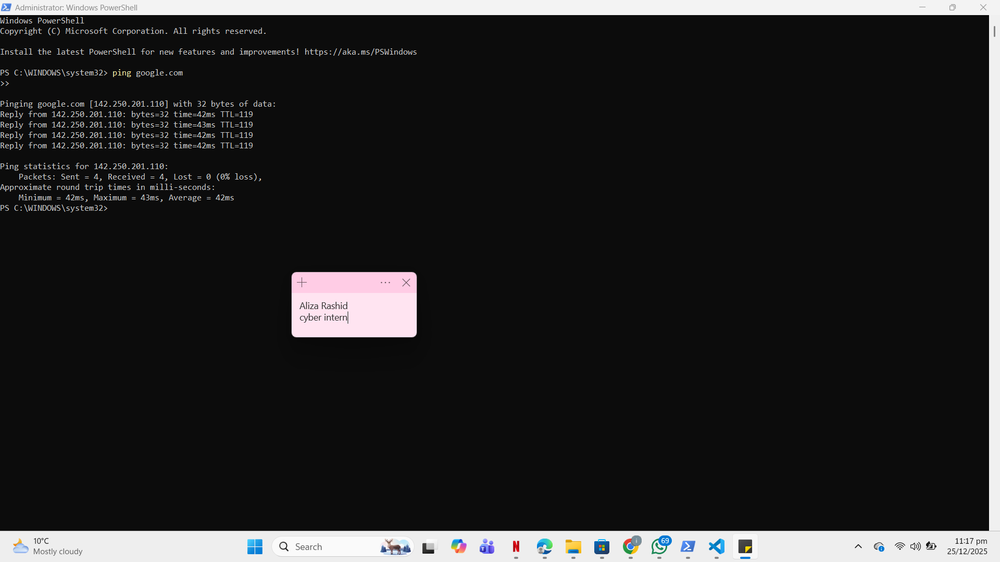 Administrator: Windows PowerShell
Windows PowerShell
Copyright (C) Microsoft Corporation. All rights reserved.
Install the latest PowerShell for new features and improvements! https://aka.ms/PSWindows
PS C:\WINDOWS\system32> ping google.com
>>
Pinging google.com [142.250.201.110] with 32 bytes of data:
Reply from 142.250.201.110: bytes=32 time=42ms TTL=119
Reply from 142.250.201.110: bytes=32 time=43ms TTL=119
Reply from 142.250.201.110: bytes=32 time=42ms TTL=119
Reply from 142.250.201.110: bytes=32 time=42ms TTL=119
Ping statistics for 142.250.201.110:
Packets: Sent = 4, Received = 4, Lost = 0 (0% loss),
Approximate round trip times in milli-seconds:
Minimum = 42ms, Maximum = 43ms, Average = 42ms
PS C:\WINDOWS\system32>
Aliza Rashid
cyber intern
10°C
Mostly cloudy
Search
69
11:17 pm
25/12/2025